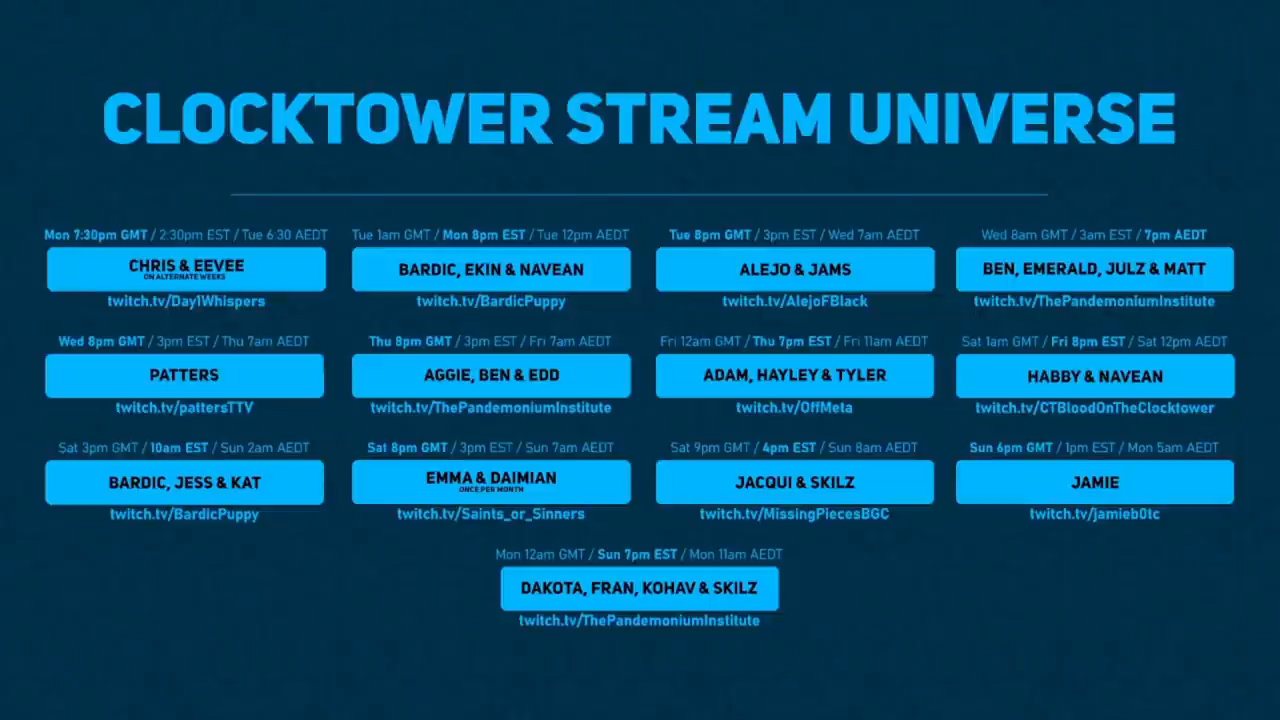 CLOCKTOWER STREAM UNIVERSE
Mon 7:30pm GMT / 2:30pm EST / Tue 6:30 AEDT
CHRIS & EEVEE
ON ALTERNATE WEEKS
twitch.tv/Day1Whispers
Tue 1am GMT / Mon 8pm EST / Tue 12pm AEDT
BARDIC, EKIN & NAVEAN
twitch.tv/BardicPuppy
Tue 8pm GMT / 3pm EST / Wed 7am AEDT
ALEJO & JAMS
twitch.tv/AlejoFBlack
Wed 8am GMT / 3am EST / 7pm AEDT
BEN, EMERALD, JULZ & MATT
twitch.tv/ThePandemoniumInstitute
Wed 8pm GMT / 3pm EST / Thu 7am AEDT
PATTERS
twitch.tv/pattersTTV
Thu 8pm GMT / 3pm EST / Fri 7am AEDT
AGGIE, BEN & EDD
twitch.tv/ThePandemoniumInstitute
Fri 12am GMT / Thu 7pm EST / Fri 11am AEDT
ADAM, HAYLEY & TYLER
twitch.tv/OffMeta
Sat 1am GMT / Fri 8pm EST / Sat 12pm AEDT
HABBY & NAVEAN
twitch.tv/CTBloodOnTheClocktower
Sat 3pm GMT / 10am EST / Sun 2am AEDT
BARDIC, JESS & KAT
twitch.tv/BardicPuppy
Sat 8pm GMT / 3pm EST / Sun 7am AEDT
EMMA & DAIMIAN
ONCE PER MONTH
twitch.tv/Saints_or_Sinners
Sat 9pm GMT / 4pm EST / Sun 8am AEDT
JACQUI & SKILZ
twitch.tv/MissingPiecesBGC
Sun 6pm GMT / 1pm EST / Mon 5am AEDT
JAMIE
twitch.tv/jamieb0tc
Mon 12am GMT / Sun 7pm EST / Mon 11am AEDT
DAKOTA, FRAN, KOHAV & SKILZ
twitch.tv/ThePandemoniumInstitute